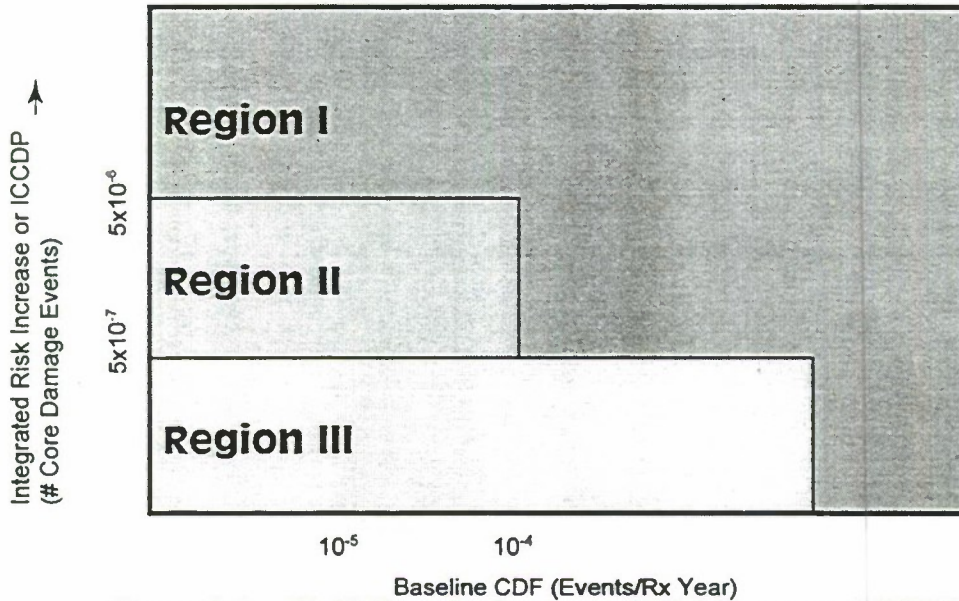 Integrated Risk Increase or ICCDP →
(# Core Damage Events)
5x10⁻⁶
5x10⁻⁷
Region I
Region II
Region III
10⁻⁵ 10⁻⁴
Baseline CDF (Events/Rx Year)